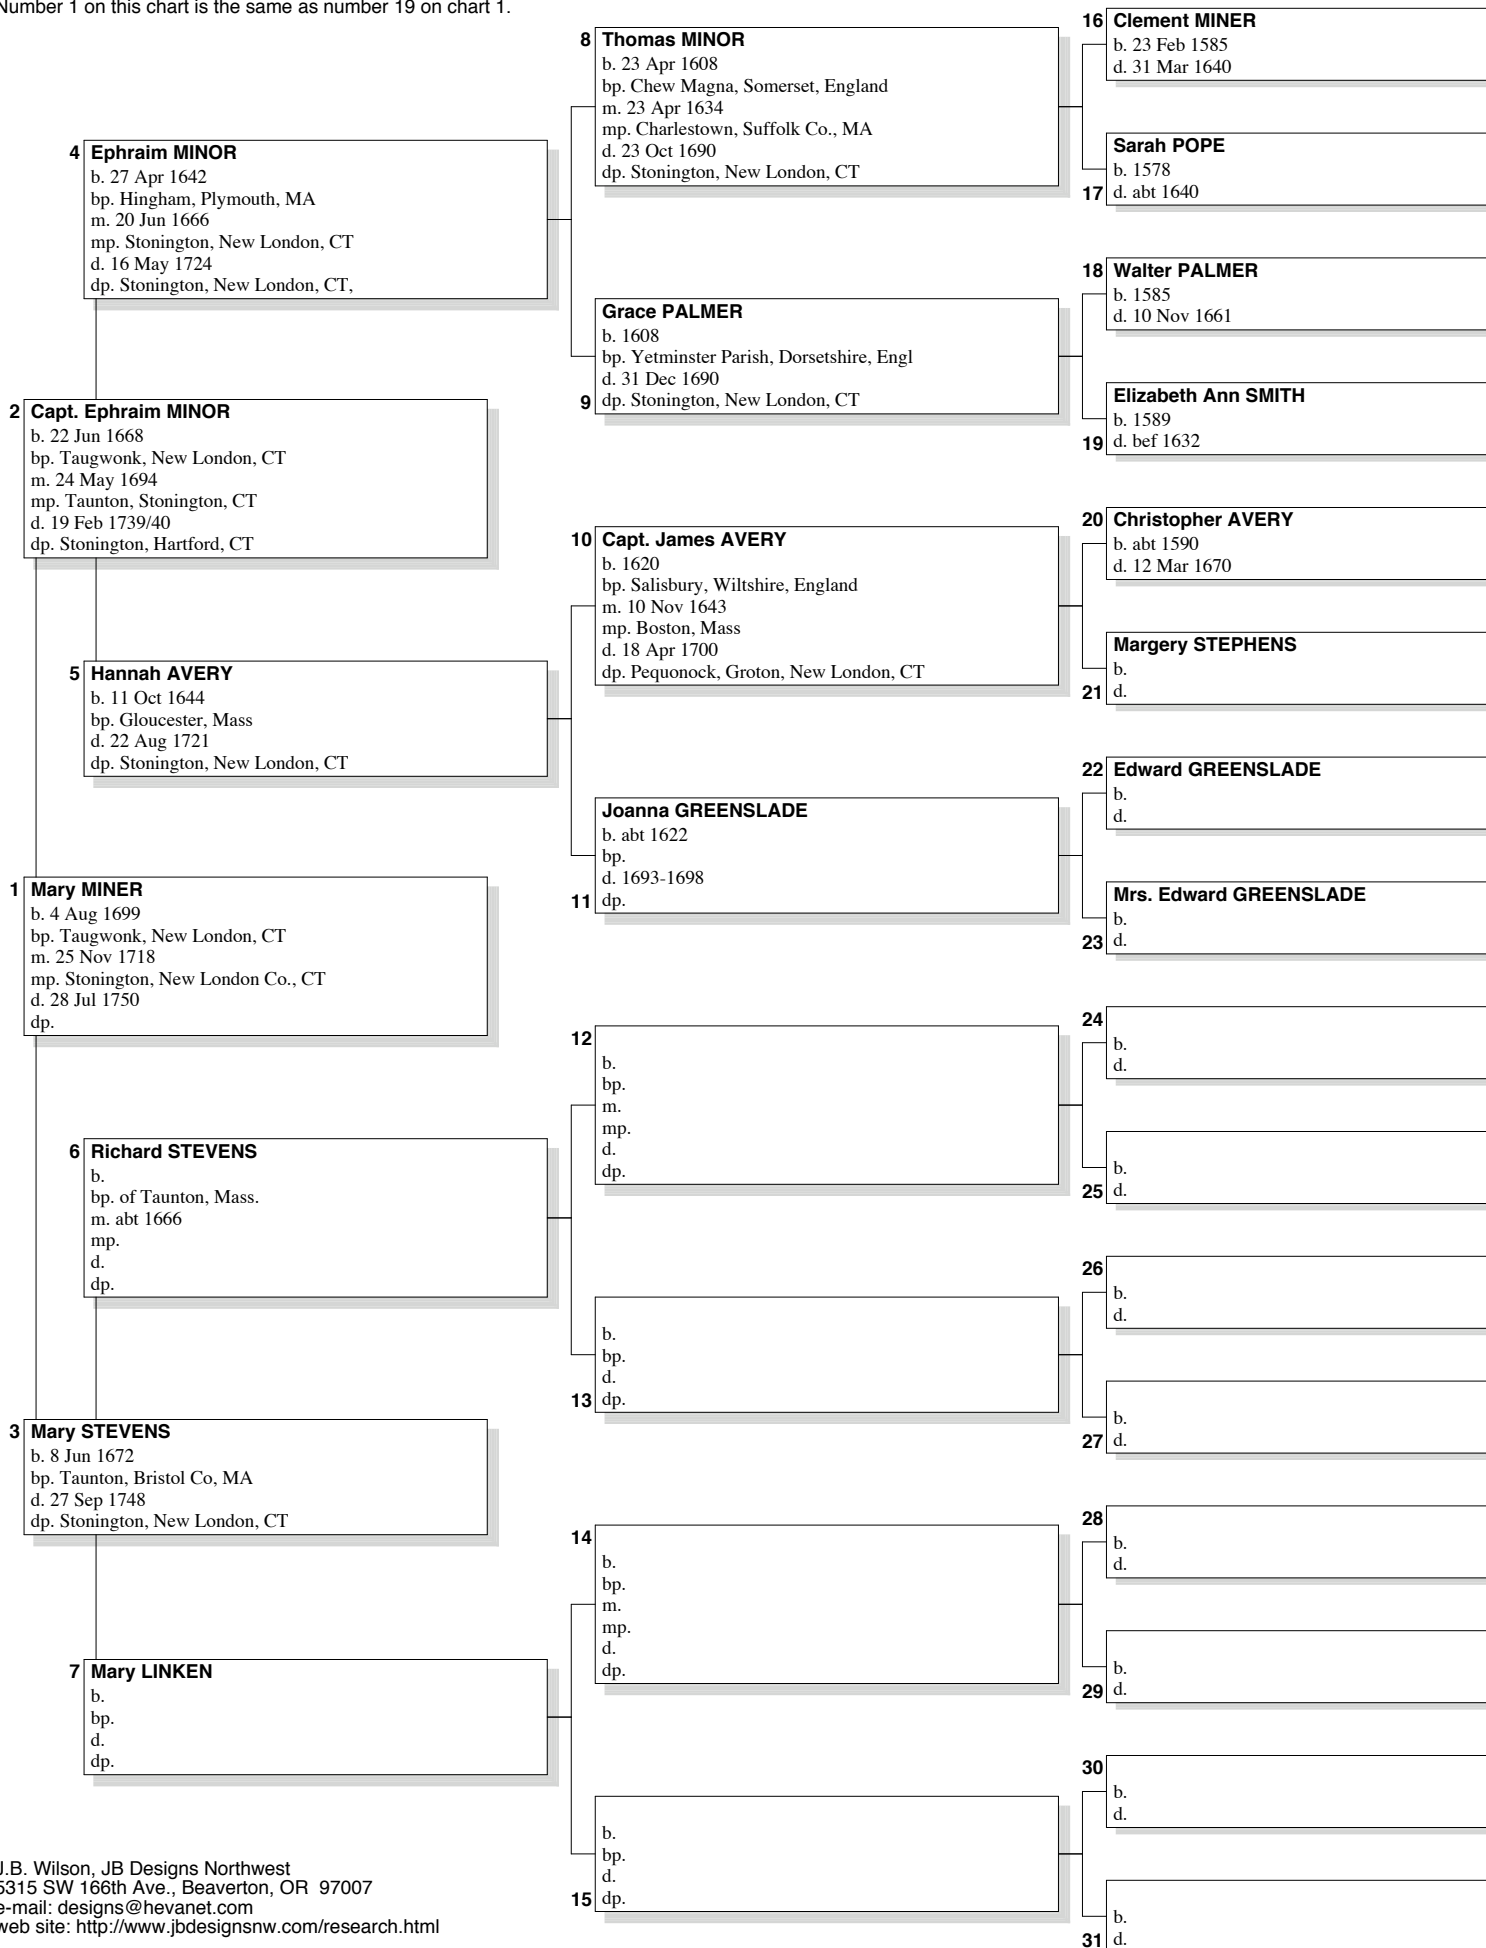 Number 1 on this chart is the same as number 19 on chart 1.
1 Mary MINER
b. 4 Aug 1699
bp. Taugwonk, New London, CT
m. 25 Nov 1718
mp. Stonington, New London Co., CT
d. 28 Jul 1750
dp.
2 Capt. Ephraim MINOR
b. 22 Jun 1668
bp. Taugwonk, New London, CT
m. 24 May 1694
mp. Taunton, Stonington, CT
d. 19 Feb 1739/40
dp. Stonington, Hartford, CT
3 Mary STEVENS
b. 8 Jun 1672
bp. Taunton, Bristol Co, MA
d. 27 Sep 1748
dp. Stonington, New London, CT
4 Ephraim MINOR
b. 27 Apr 1642
bp. Hingham, Plymouth, MA
m. 20 Jun 1666
mp. Stonington, New London, CT
d. 16 May 1724
dp. Stonington, New London, CT,
5 Hannah AVERY
b. 11 Oct 1644
bp. Gloucester, Mass
d. 22 Aug 1721
dp. Stonington, New London, CT
6 Richard STEVENS
b.
bp. of Taunton, Mass.
m. abt 1666
mp.
d.
dp.
7 Mary LINKEN
b.
bp.
d.
dp.
8 Thomas MINOR
b. 23 Apr 1608
bp. Chew Magna, Somerset, England
m. 23 Apr 1634
mp. Charlestown, Suffolk Co., MA
d. 23 Oct 1690
dp. Stonington, New London, CT
Grace PALMER
b. 1608
bp. Yetminster Parish, Dorsetshire, Engl
d. 31 Dec 1690
9 dp. Stonington, New London, CT
10 Capt. James AVERY
b. 1620
bp. Salisbury, Wiltshire, England
m. 10 Nov 1643
mp. Boston, Mass
d. 18 Apr 1700
dp. Pequonock, Groton, New London, CT
Joanna GREENSLADE
b. abt 1622
bp.
d. 1693-1698
11 dp.
12
b.
bp.
m.
mp.
d.
dp.
b.
bp.
d.
13 dp.
14
b.
bp.
m.
mp.
d.
dp.
b.
bp.
d.
15 dp.
16 Clement MINER
b. 23 Feb 1585
d. 31 Mar 1640
Sarah POPE
b. 1578
17 d. abt 1640
18 Walter PALMER
b. 1585
d. 10 Nov 1661
Elizabeth Ann SMITH
b. 1589
19 d. bef 1632
20 Christopher AVERY
b. abt 1590
d. 12 Mar 1670
Margery STEPHENS
b.
21 d.
22 Edward GREENSLADE
b.
d.
Mrs. Edward GREENSLADE
b.
23 d.
24
b.
d.
b.
25 d.
26
b.
d.
b.
27 d.
28
b.
d.
b.
29 d.
30
b.
d.
b.
31 d.
J.B. Wilson, JB Designs Northwest
5315 SW 166th Ave., Beaverton, OR 97007
e-mail: designs@hevanet.com
web site: http://www.jbdesignsnw.com/research.html